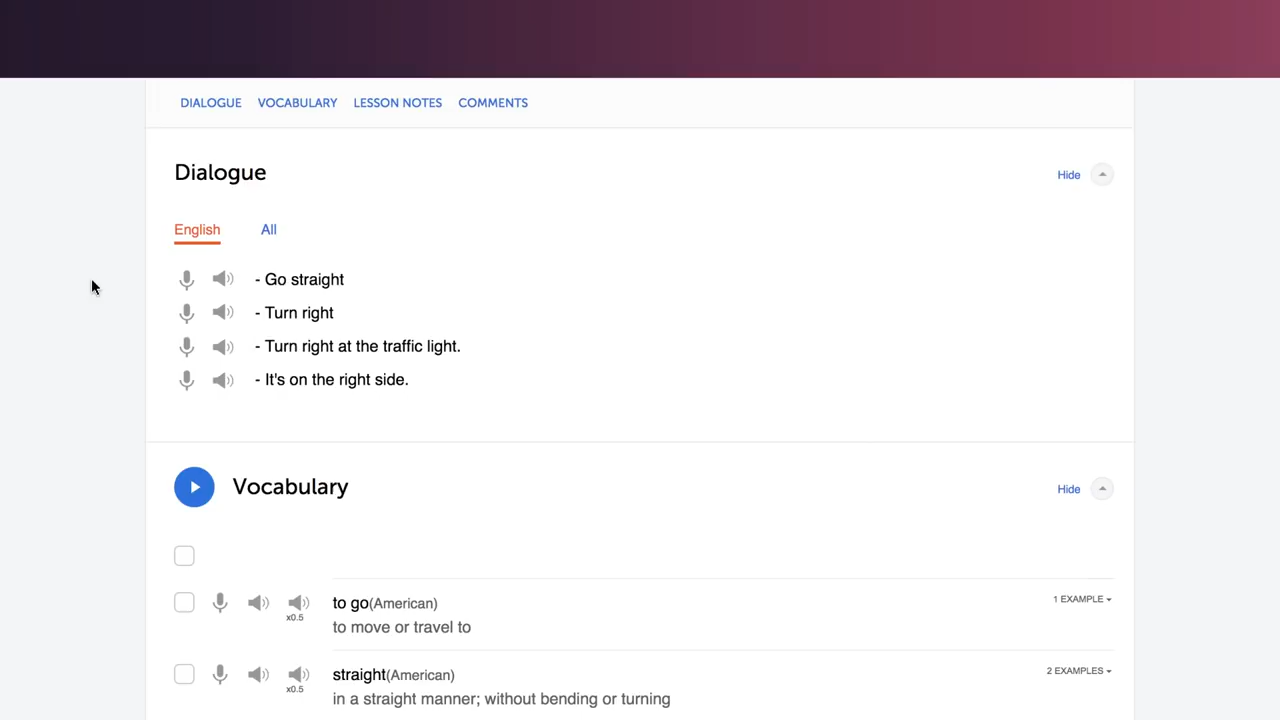 DIALOGUE VOCABULARY LESSON NOTES COMMENTS
Dialogue
Hide
English All
- Go straight
- Turn right
- Turn right at the traffic light.
- It's on the right side.
Vocabulary
Hide
to go(American)
1 EXAMPLE
x0.5
to move or travel to
straight(American)
2 EXAMPLES
x0.5
in a straight manner; without bending or turning